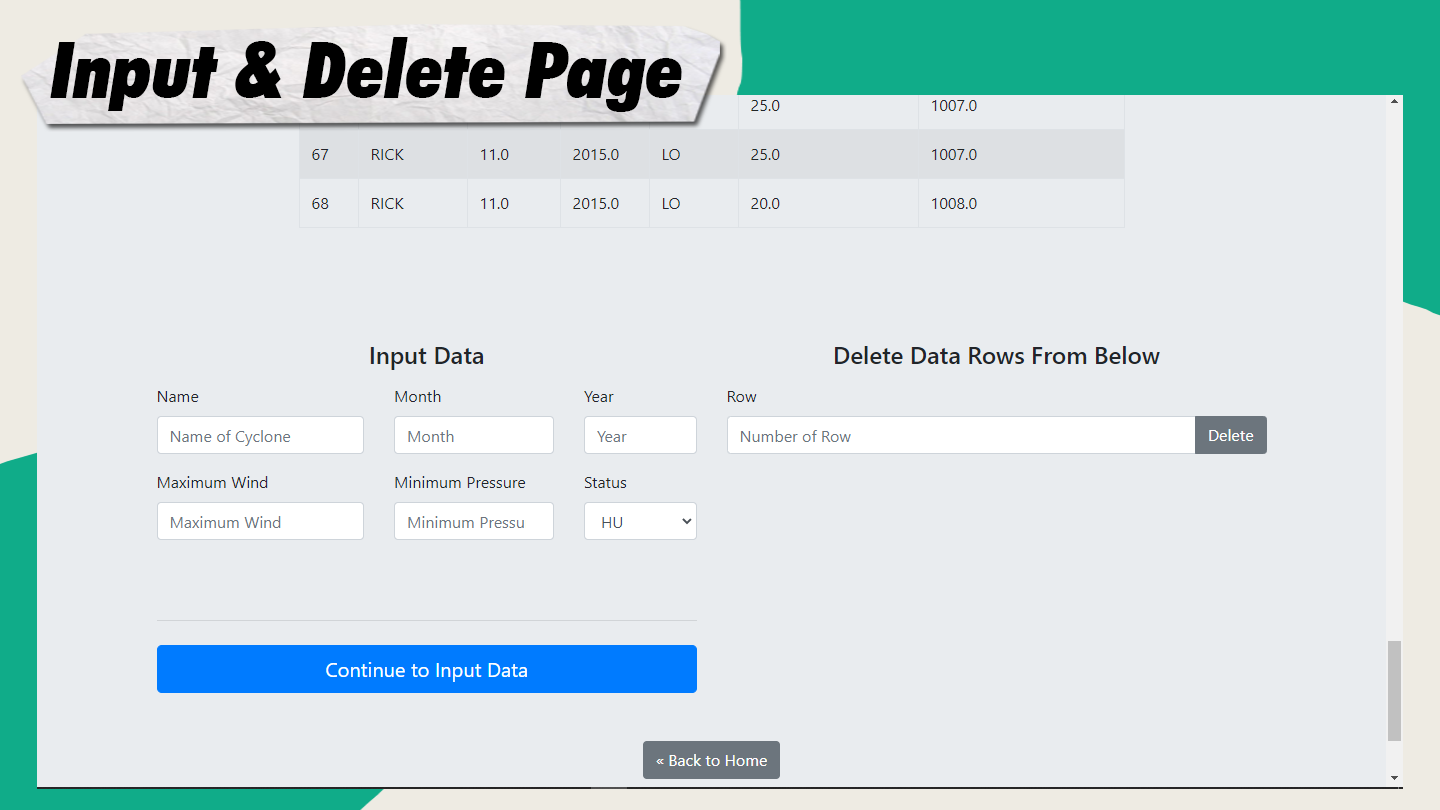 Input & Delete Page
25.0 1007.0
67 RICK 11.0 2015.0 LO 25.0 1007.0
68 RICK 11.0 2015.0 LO 20.0 1008.0
Input Data
Name Month Year
Name of Cyclone Month Year
Maximum Wind Minimum Pressure Status
Maximum Wind Minimum Pressu HU
Continue to Input Data
Delete Data Rows From Below
Row
Number of Row Delete
« Back to Home